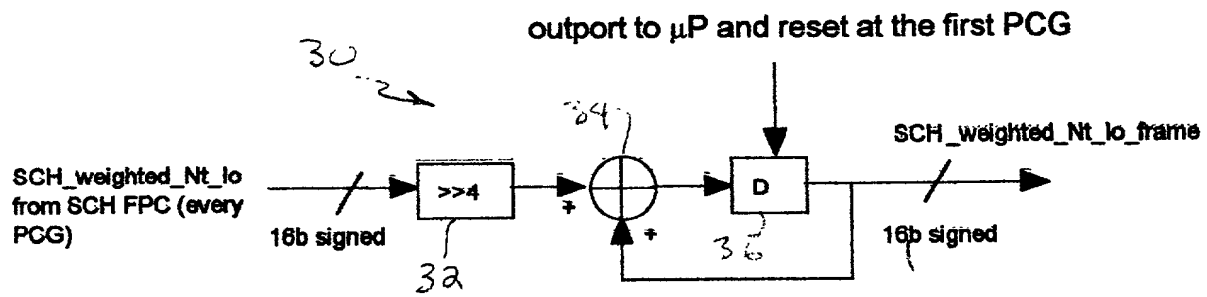 outport to μP and reset at the first PCG
30
34
SCH_weighted_Nt_Io_frame
SCH_weighted_Nt_Io
from SCH FPC (every
PCG)
>>4
D
+
+
16b signed
16b signed
32
36